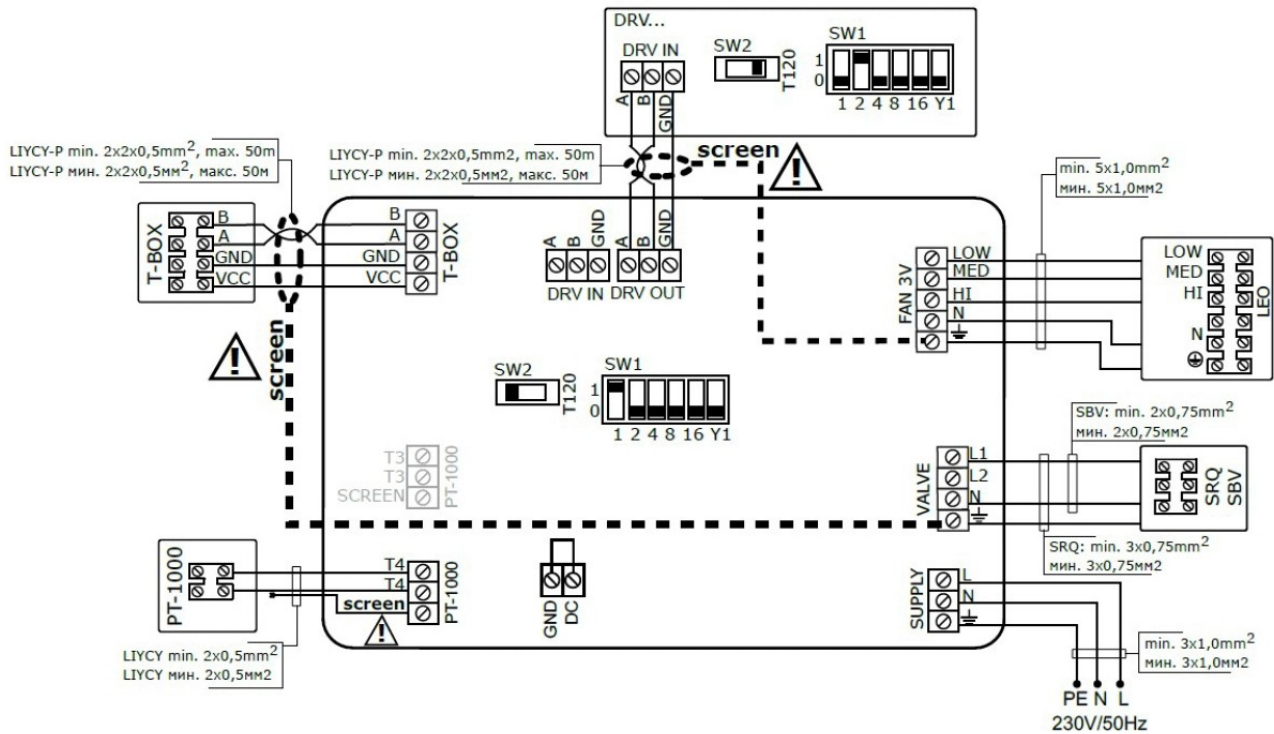 DRV...
DRV IN
SW2
SW1
T120
1
0
1 2 4 8 16 Y1
A
B
GND
LIYCY-P min. 2x2x0,5mm², max. 50m
LIYCY-P мин. 2x2x0,5мм², макс. 50м
LIYCY-P min. 2x2x0,5mm2, max. 50m
LIYCY-P мин. 2x2x0,5мм2, макс. 50м
screen
min. 5x1,0mm²
мин. 5x1,0мм2
T-BOX
B
A
GND
VCC
B
A
GND
VCC
T-BOX
A
B
GND
A
B
GND
DRV IN
DRV OUT
FAN 3V
LOW
MED
HI
N
LOW
MED
HI
N
LEO
screen
SW2
T120
SW1
1
0
1 2 4 8 16 Y1
SBV: min. 2x0,75mm²
мин. 2x0,75мм2
T3
T3
SCREEN
PT-1000
VALVE
L1
L2
N
SRQ
SBV
SRQ: min. 3x0,75mm²
мин. 3x0,75мм2
PT-1000
T4
T4
screen
PT-1000
GND
DC
SUPPLY
L
N
LIYCY min. 2x0,5mm²
LIYCY мин. 2x0,5мм2
min. 3x1,0mm²
мин. 3x1,0мм2
PE N L
230V/50Hz